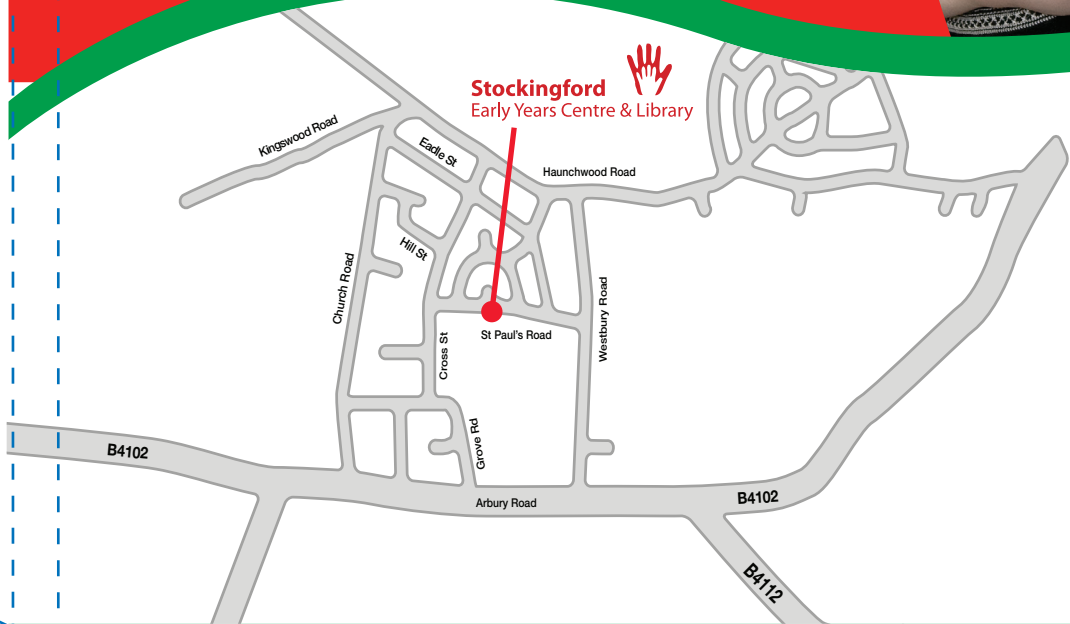 Stockingford
Early Years Centre & Library
Kingswood Road
Eadle St
Haunchwood Road
Hill St
Church Road
Westbury Road
St Paul's Road
Cross St
Grove Rd
B4102
Arbury Road
B4102
B4112